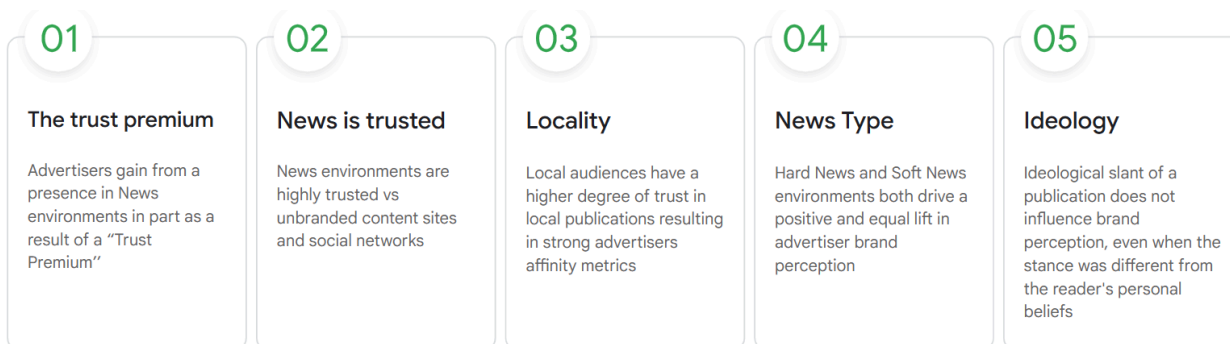 01
The trust premium
Advertisers gain from a
presence in News
environments in part as a
result of a “Trust
Premium’’
02
News is trusted
News environments are
highly trusted vs
unbranded content sites
and social networks
03
Locality
Local audiences have a
higher degree of trust in
local publications resulting
in strong advertisers
affinity metrics
04
News Type
Hard News and Soft News
environments both drive a
positive and equal lift in
advertiser brand
perception
05
Ideology
Ideological slant of a
publication does not
influence brand
perception, even when the
stance was different from
the reader's personal
beliefs